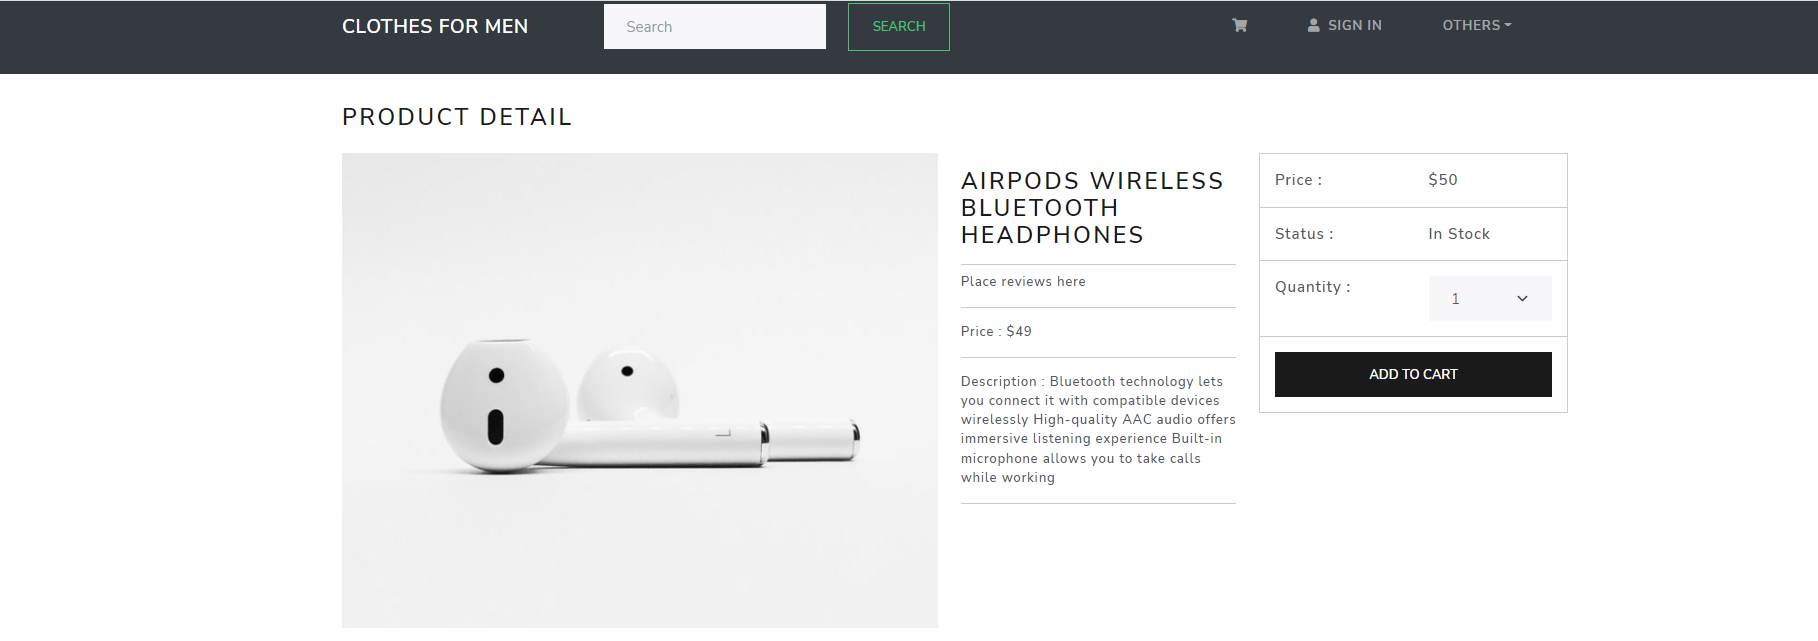 CLOTHES FOR MEN
Search
SEARCH
SIGN IN
OTHERS
PRODUCT DETAIL
AIRPODS WIRELESS
BLUETOOTH
HEADPHONES
Place reviews here
Price : $49
Description : Bluetooth technology lets
you connect it with compatible devices
wirelessly High-quality AAC audio offers
immersive listening experience Built-in
microphone allows you to take calls
while working
Price : $50
Status : In Stock
Quantity : 1
ADD TO CART